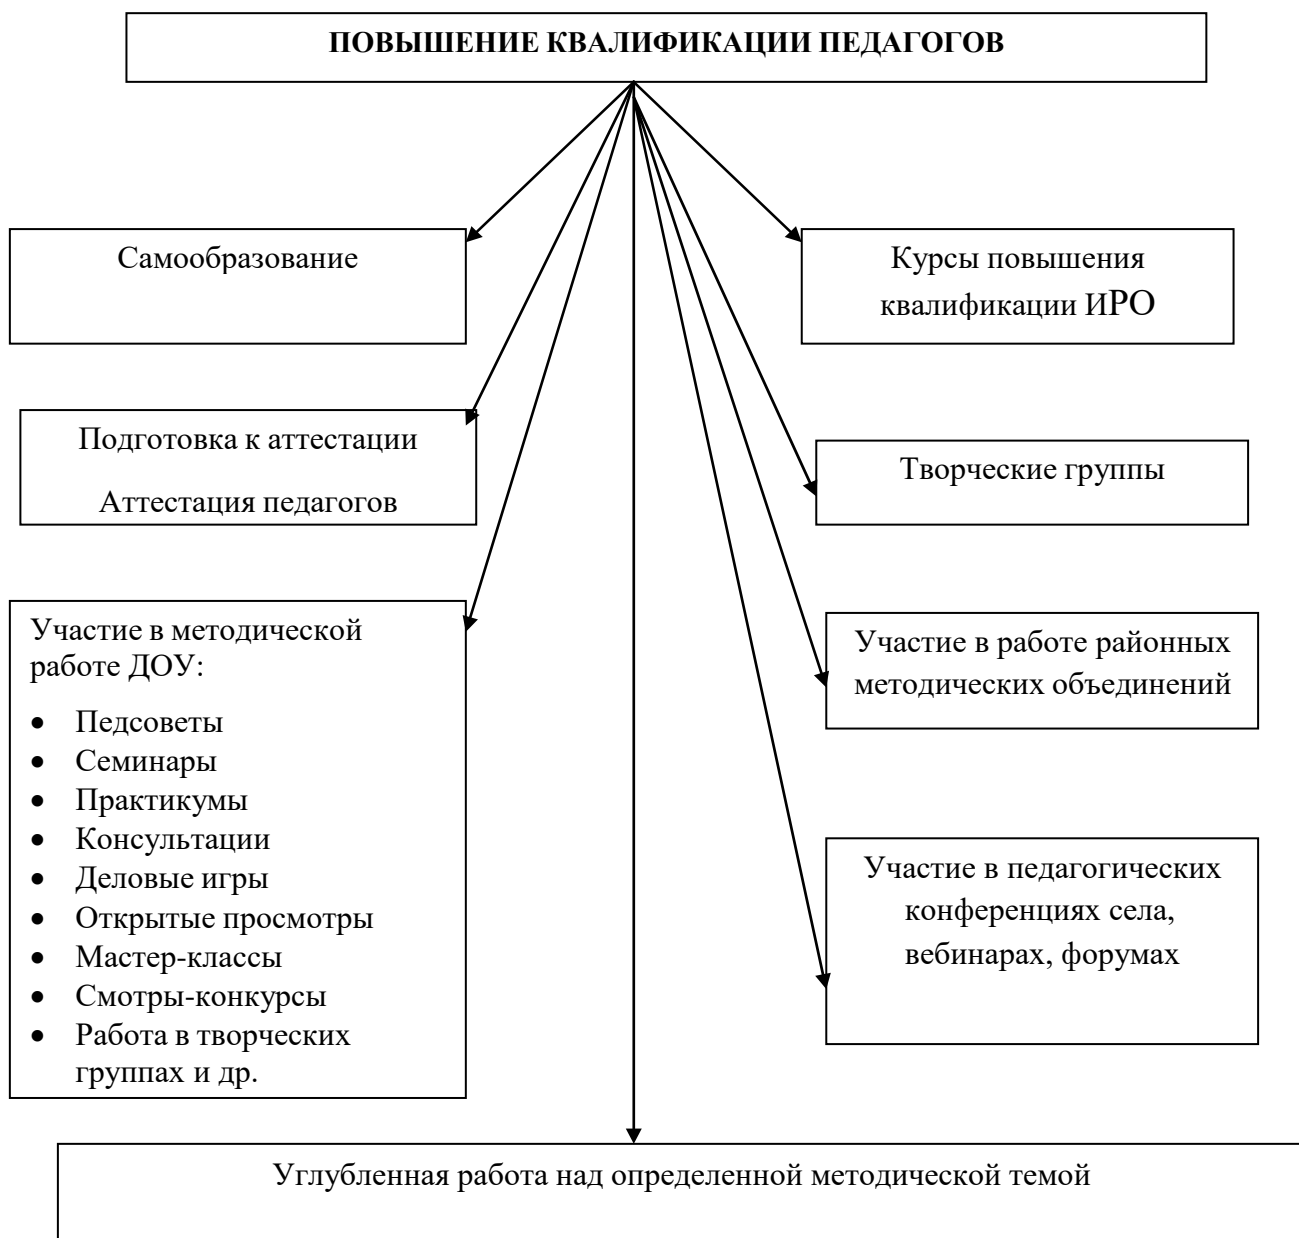 ПОВЫШЕНИЕ КВАЛИФИКАЦИИ ПЕДАГОГОВ
Самообразование
Курсы повышения
квалификации ИРО
Подготовка к аттестации
Аттестация педагогов
Творческие группы
Участие в методической
работе ДОУ:
• Педсоветы
• Семинары
• Практикумы
• Консультации
• Деловые игры
• Открытые просмотры
• Мастер-классы
• Смотры-конкурсы
• Работа в творческих
группах и др.
Участие в работе районных
методических объединений
Участие в педагогических
конференциях села,
вебинарах, форумах
Углубленная работа над определенной методической темой